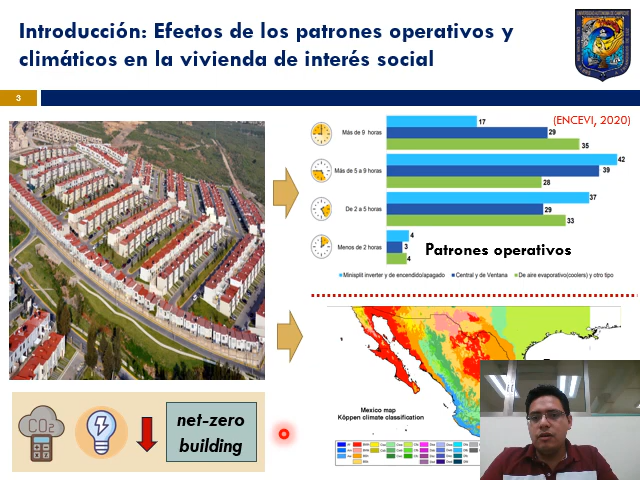 Introducción: Efectos de los patrones operativos y
climáticos en la vivienda de interés social
3
(ENCEVI, 2020)
Más de 9 horas
17
29
35
Más de 5 a 9 horas
42
39
28
De 2 a 5 horas
37
29
33
Menos de 2 horas
4
3
4
Patrones operativos
Minisplit inverter y de encendido/apagado
Central y de Ventana
De aire evaporativo(coolers) y otro tipo
Mexico map
Köppen climate classification
CO2
net-zero
building